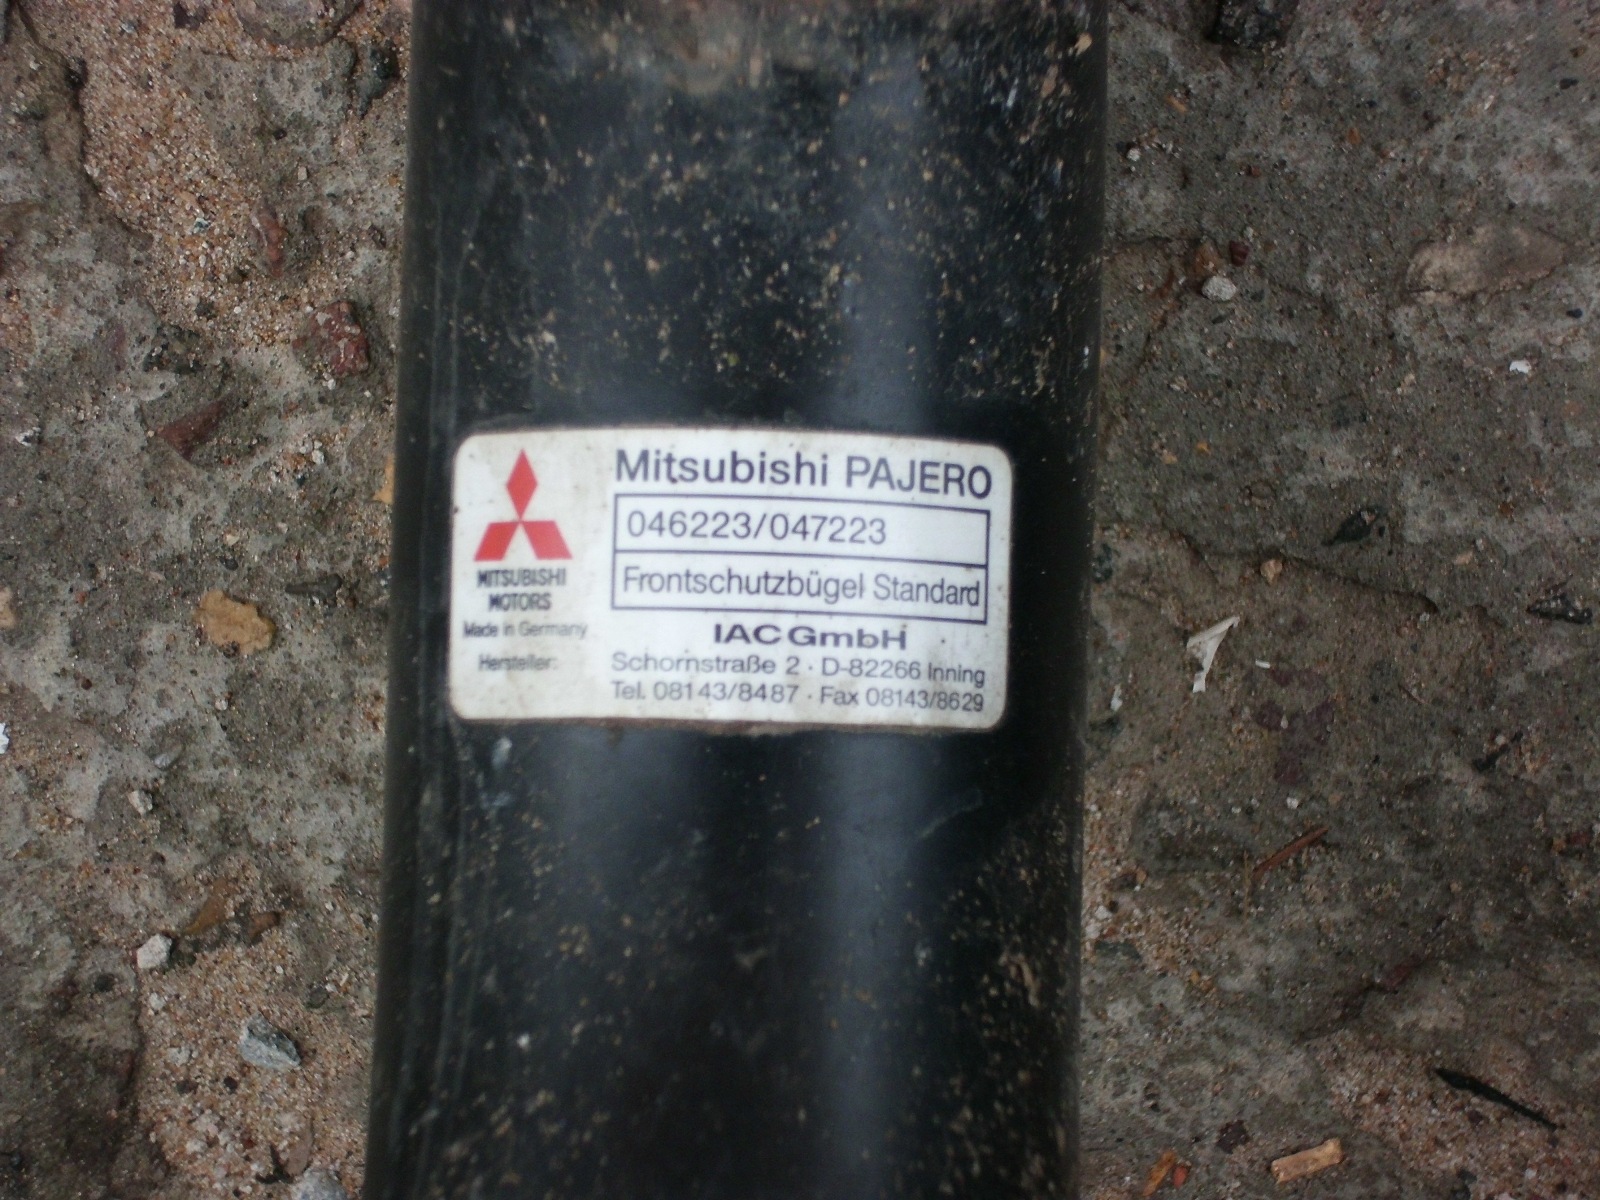 Mitsubishi PAJERO
046223/047223
Frontschutzbügel Standard
MITSUBISHI
MOTORS
Made in Germany
Hersteller:
IAC GmbH
Schornstraße 2 · D-82266 Inning
Tel. 08143/8487 · Fax 08143/8629